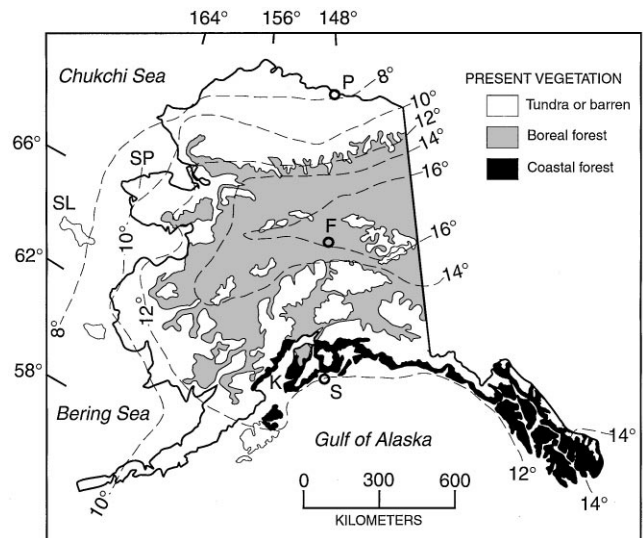 164° 156° 148°
Chukchi Sea
P
8°
10°
12°
14°
16°
PRESENT VEGETATION
Tundra or barren
Boreal forest
Coastal forest
66°
SP
SL
62°
10°
F
16°
14°
12°
8°
58°
K
S
Bering Sea
Gulf of Alaska
10°
12°
14°
14°
0 300 600
KILOMETERS